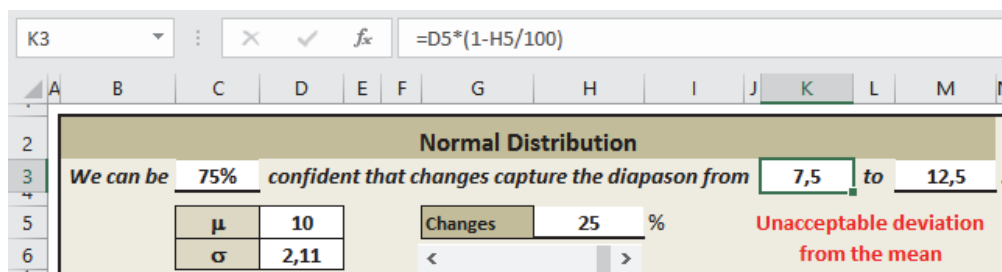 K3 fx =D5*(1-H5/100)
A B C D E F G H I J K L M
2 Normal Distribution
3 We can be 75% confident that changes capture the diapason from 7,5 to 12,5
5 μ 10 Changes 25 % Unacceptable deviation
6 σ 2,11 from the mean